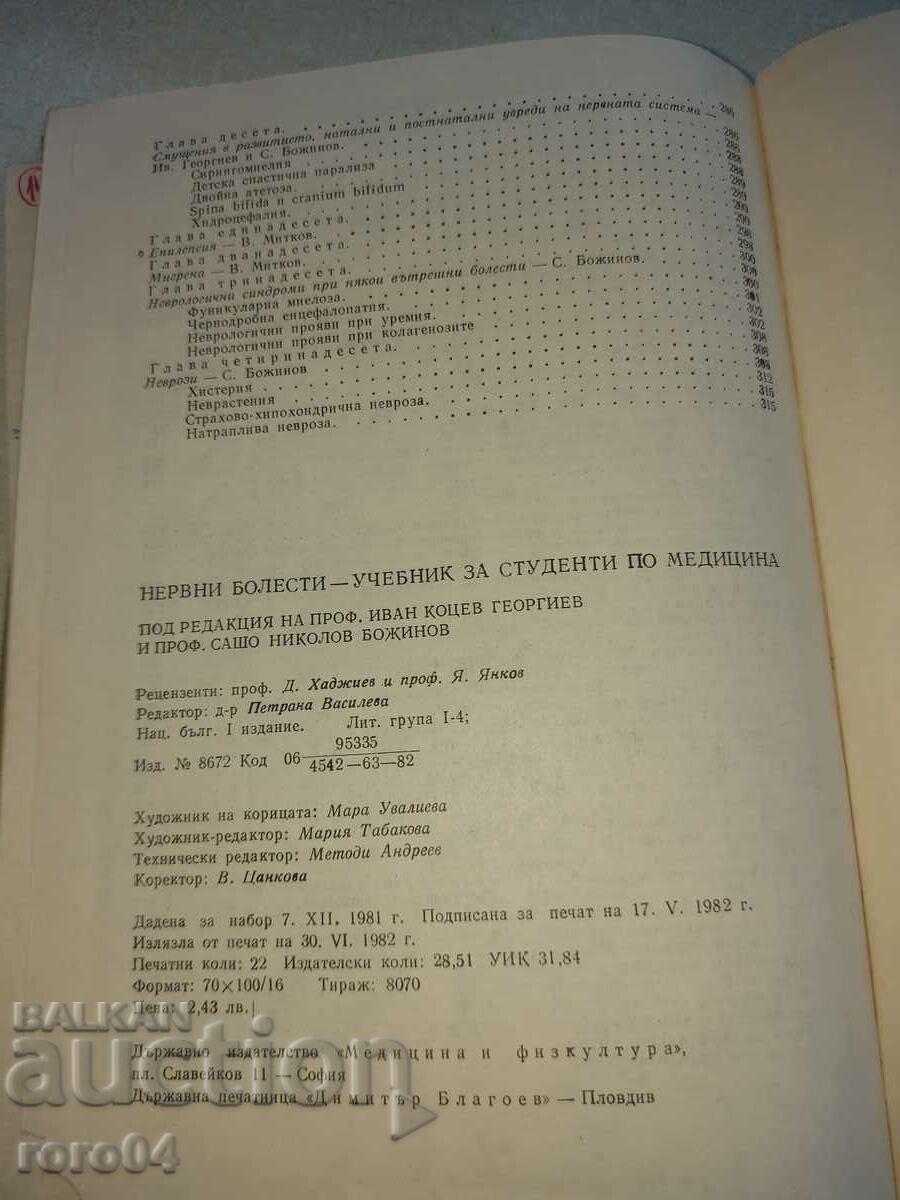 Глава десета. 286
Смущения в развитието, натални и постнатални увреди на нервната система —
Ив. Георгиев и С. Божинов. 286
Сирингомиелия
Детска спастична парализа
Двойна атетоза.
Spina bifida и cranium bifidum
Хидроцефалия.
Глава единадесета.
Епилепсия — В. Митков.
Глава дванадесета.
Мигрена — В. Митков.
Глава тринадесета.
Неврологични синдроми при някои вътрешни болести — С. Божинов.
Фуникуларна миелоза.
Чернодробна енцефалопатия.
Неврологични прояви при уремия.
Неврологични прояви при колагенозите
Глава четиринадесета.
Неврози — С. Божинов
Хистерия
Неврастения 312
Страхово-хипохондрична невроза. 315
Натраплива невроза. 315
НЕРВНИ БОЛЕСТИ — УЧЕБНИК ЗА СТУДЕНТИ ПО МЕДИЦИНА
ПОД РЕДАКЦИЯ НА ПРОФ. ИВАН КОЦЕВ ГЕОРГИЕВ
И ПРОФ. САШО НИКОЛОВ БОЖИНОВ
Рецензенти: проф. Д. Хаджиев и проф. Я. Янков
Редактор: д-р Петрана Василева
Нац. бълг. I издание. Лит. група I-4;
Изд. № 8672 Код 06 95335
4542—63—82
Художник на корицата: Мара Увалиева
Художник-редактор: Мария Табакова
Технически редактор: Методи Андреев
Коректор: В. Цанкова
Дадена за набор 7. XII. 1981 г. Подписана за печат на 17. V. 1982 г.
Излязла от печат на 30. VI. 1982 г.
Печатни коли: 22 Издателски коли: 28,51 УИК 31,84
Формат: 70×100/16 Тираж: 8070
Цена: 2,43 лв.
Държавно издателство «Медицина и физкултура»,
пл. Славейков 11 — София
Държавна печатница «Димитър Благоев» — Пловдив
BALKAN
auction
roro04